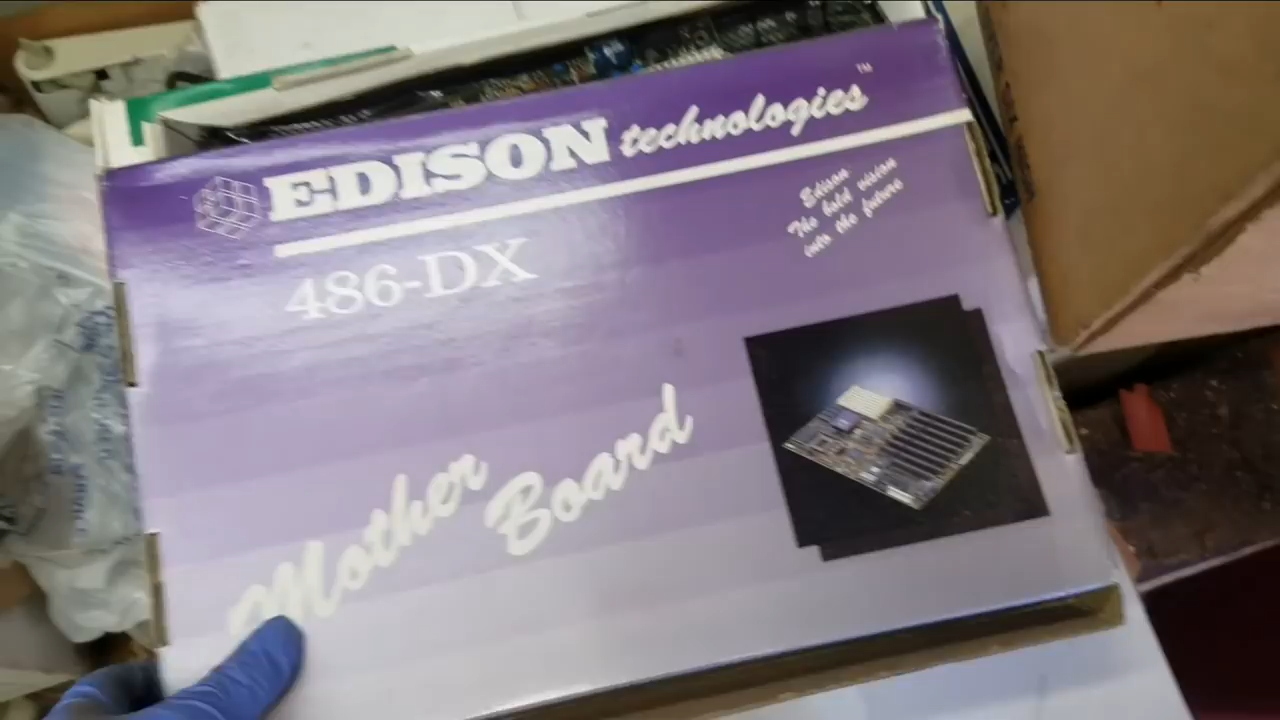 EDISON technologies™
486-DX
Edison
The bold vision
into the future
Mother
Board